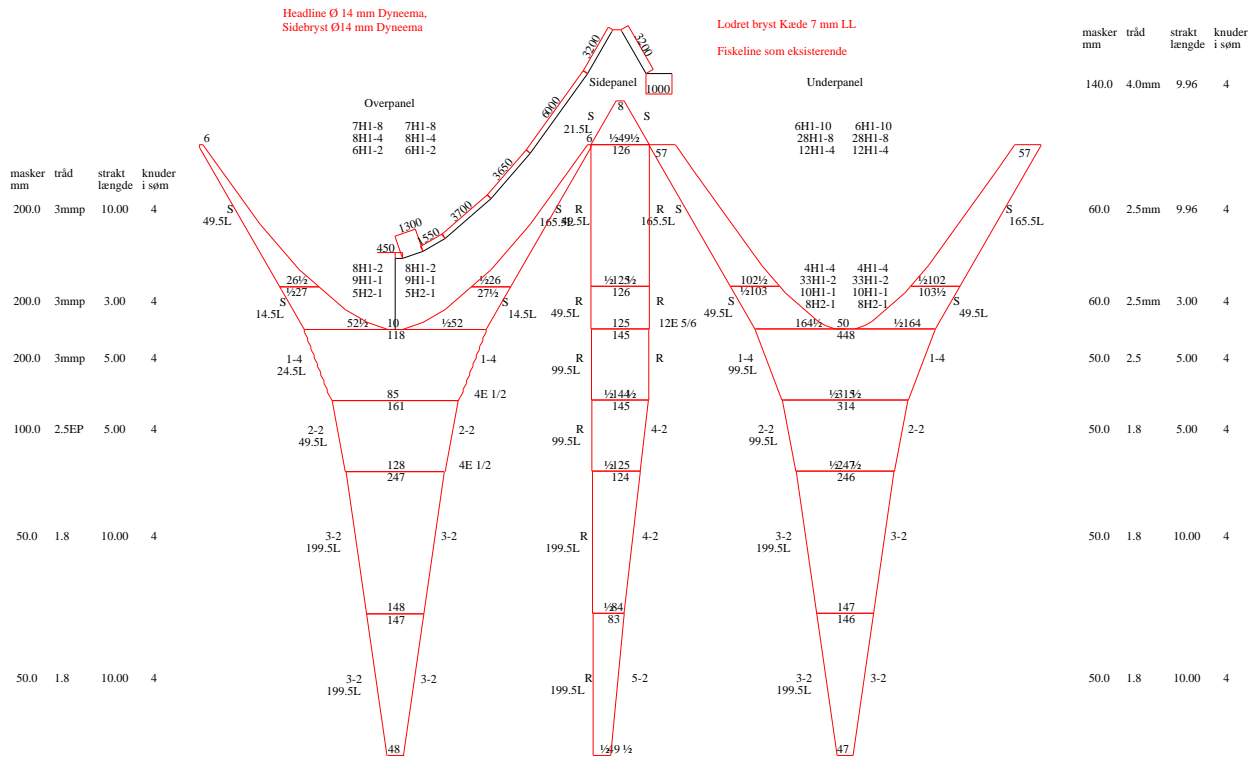 Headline Ø 14 mm Dyneema,
Sidebryst Ø14 mm Dyneema
Lodret bryst Kæde 7 mm LL
Fiskeline som eksisterende
masker tråd strakt knuder
mm længde i søm
140.0 4.0mm 9.96 4
3200 3200
1000
6000
3650
3700
1550
1300
450
Overpanel
Sidepanel
Underpanel
7H1-8 7H1-8
8H1-4 8H1-4
6H1-2 6H1-2
6H1-10 6H1-10
28H1-8 28H1-8
12H1-4 12H1-4
8
S S
21.5L
6 6 ½49½ 57 57
126
masker tråd strakt knuder
mm længde i søm
200.0 3mmp 10.00 4
S S R R S S
49.5L 165.5L 49.5L 165.5L 165.5L
60.0 2.5mm 9.96 4
8H1-2 8H1-2
9H1-1 9H1-1
5H2-1 5H2-1
4H1-4 4H1-4
33H1-2 33H1-2
10H1-1 10H1-1
8H2-1 8H2-1
26½ ½26 ½125½ 102½ ½102
½27 27½ 126 ½103 103½
200.0 3mmp 3.00 4
S S R R S S
14.5L 14.5L 49.5L 49.5L 49.5L
60.0 2.5mm 3.00 4
52½ 10 ½52 125 12E 5/6 164½ 50 ½164
118 145 448
200.0 3mmp 5.00 4
1-4 1-4 R R 1-4 1-4
24.5L 99.5L 99.5L
50.0 2.5 5.00 4
85 4E 1/2 ½144½ ½315½
161 145 314
100.0 2.5EP 5.00 4
2-2 2-2 R 4-2 2-2 2-2
49.5L 99.5L 99.5L
50.0 1.8 5.00 4
128 4E 1/2 ½125 ½247½
247 124 246
50.0 1.8 10.00 4
3-2 3-2 R 4-2 3-2 3-2
199.5L 199.5L 199.5L
50.0 1.8 10.00 4
148 ½84 147
147 83 146
50.0 1.8 10.00 4
3-2 3-2 R 5-2 3-2 3-2
199.5L 199.5L 199.5L
50.0 1.8 10.00 4
48 ½49 ½ 47